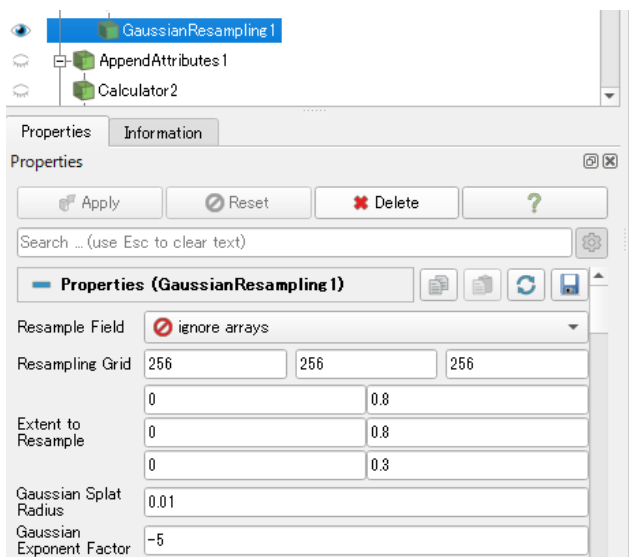 GaussianResampling1
AppendAttributes1
Calculator2
Properties Information
Properties
Apply Reset Delete ?
Search ... (use Esc to clear text)
Properties (GaussianResampling1)
Resample Field ignore arrays
Resampling Grid 256 256 256
0 0.8
Extent to
Resample
0 0.8
0 0.3
Gaussian Splat
Radius
0.01
Gaussian
Exponent Factor
-5